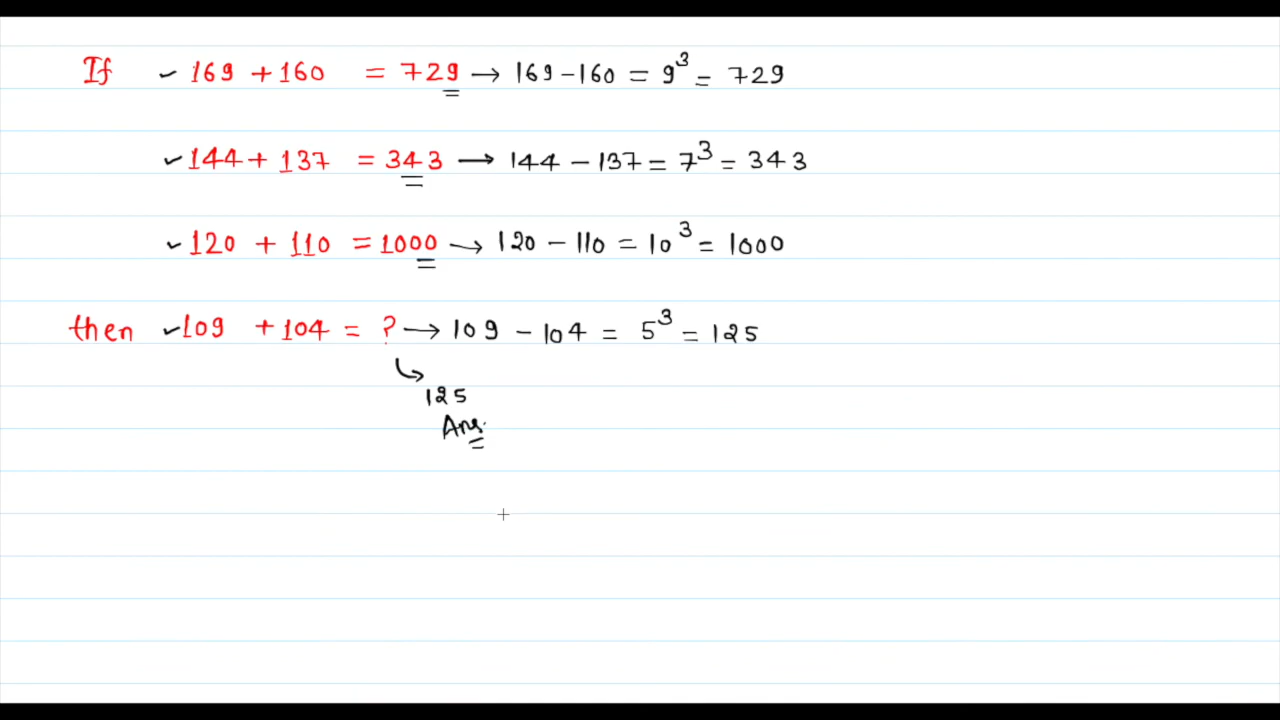 If ✓169 + 160 = 729 → 169 - 160 = 9³ = 729
✓144 + 137 = 343 → 144 - 137 = 7³ = 343
✓120 + 110 = 1000 → 120 - 110 = 10³ = 1000
then ✓109 + 104 = ? → 109 - 104 = 5³ = 125
↳ 125
Ans.